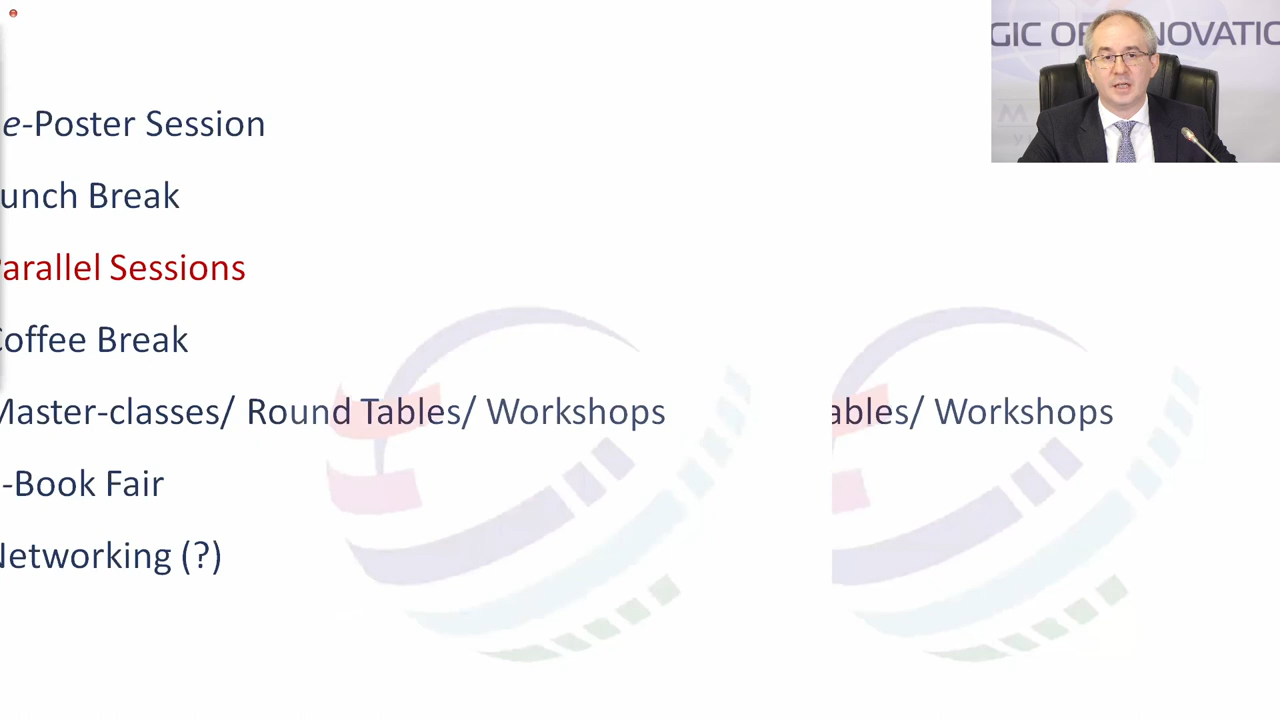 GIC OF INNOVATIO
e-Poster Session
unch Break
arallel Sessions
Coffee Break
Master-classes/ Round Tables/ Workshops
ables/ Workshops
-Book Fair
Networking (?)